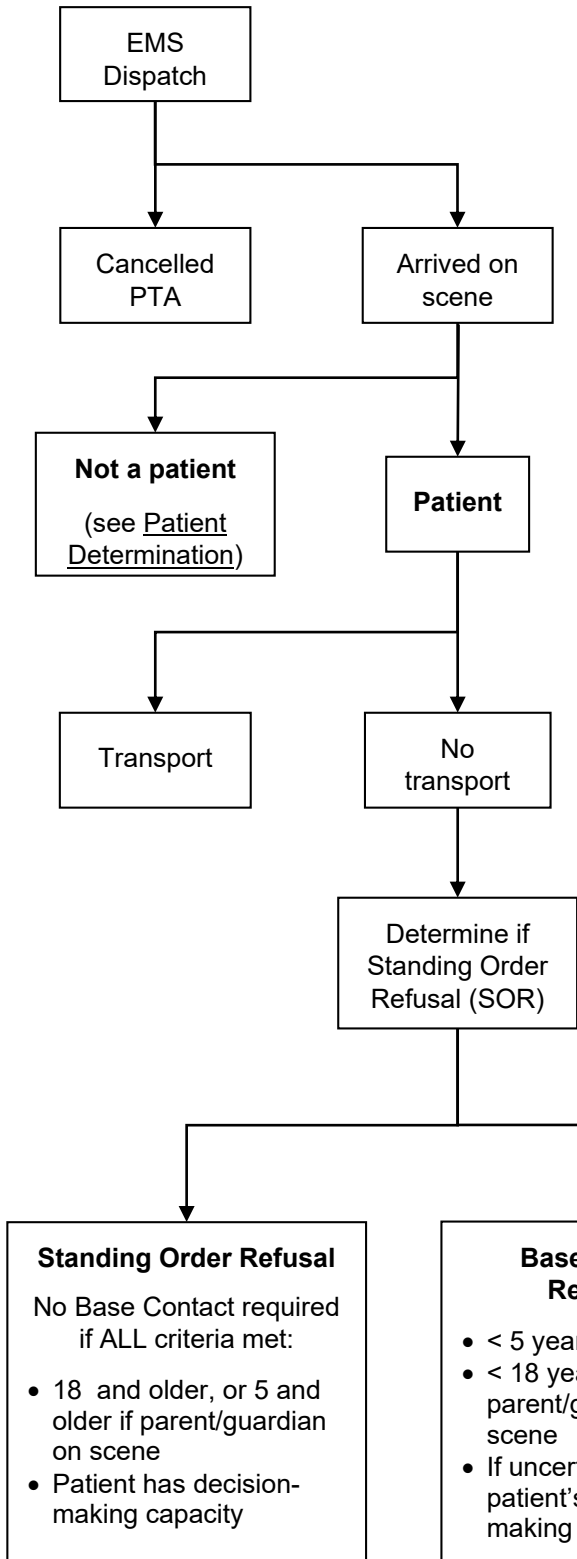 EMS
Dispatch
Cancelled
PTA
Arrived on
scene
Not a patient
(see Patient
Determination)
Patient
Transport
No
transport
Determine if
Standing Order
Refusal (SOR)
Standing Order Refusal
No Base Contact required
if ALL criteria met:
• 18 and older, or 5 and
older if parent/guardian
on scene
• Patient has decision-
making capacity
Base
• < 5
• < 18
scene
• If
patient's
making